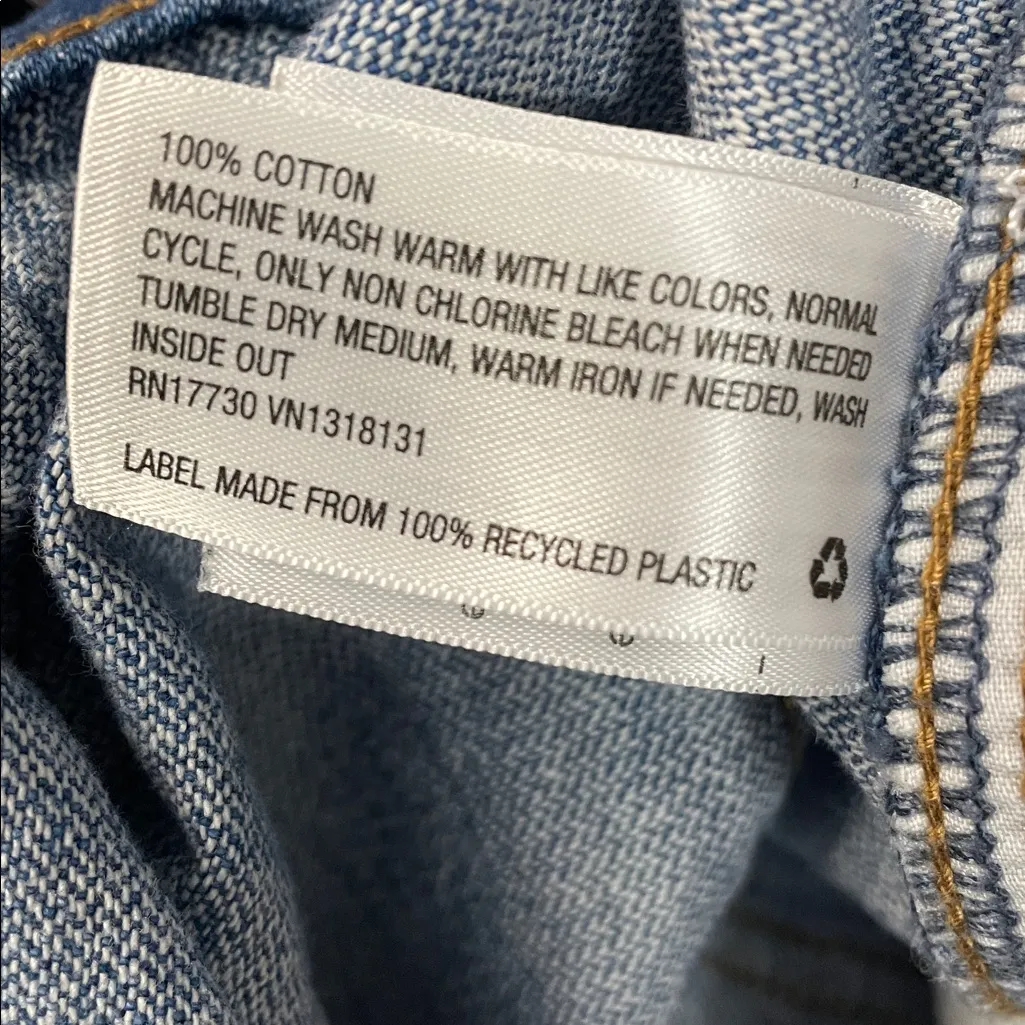 100% COTTON
MACHINE WASH WARM WITH LIKE COLORS, NORMAL
CYCLE, ONLY NON CHLORINE BLEACH WHEN NEEDED
TUMBLE DRY MEDIUM, WARM IRON IF NEEDED, WASH
INSIDE OUT
RN17730 VN1318131
LABEL MADE FROM 100% RECYCLED PLASTIC